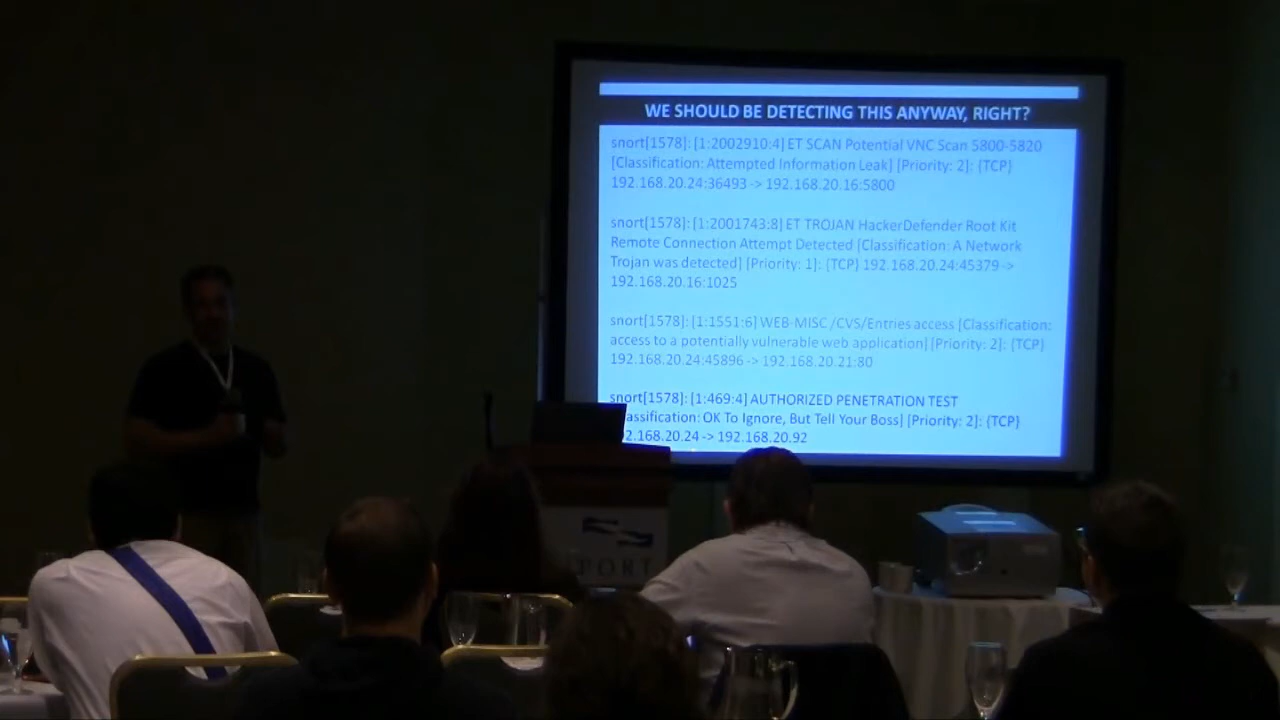 WE SHOULD BE DETECTING THIS ANYWAY, RIGHT?
snort[1578]: [1:2002910:4] ET SCAN Potential VNC Scan 5800-5820
[Classification: Attempted Information Leak] [Priority: 2]: {TCP}
192.168.20.24:36493 -> 192.168.20.16:5800
snort[1578]: [1:2001743:8] ET TROJAN HackerDefender Root Kit
Remote Connection Attempt Detected [Classification: A Network
Trojan was detected] [Priority: 1]: {TCP} 192.168.20.24:45379 ->
192.168.20.16:1025
snort[1578]: [1:1551:6] WEB-MISC /CVS/Entries access [Classification:
access to a potentially vulnerable web application] [Priority: 2]: {TCP}
192.168.20.24:45896 -> 192.168.20.21:80
snort[1578]: [1:469:4] AUTHORIZED PENETRATION TEST
assification: OK To Ignore, But Tell Your Boss] [Priority: 2]: {TCP}
92.168.20.24 -> 192.168.20.92
PORT